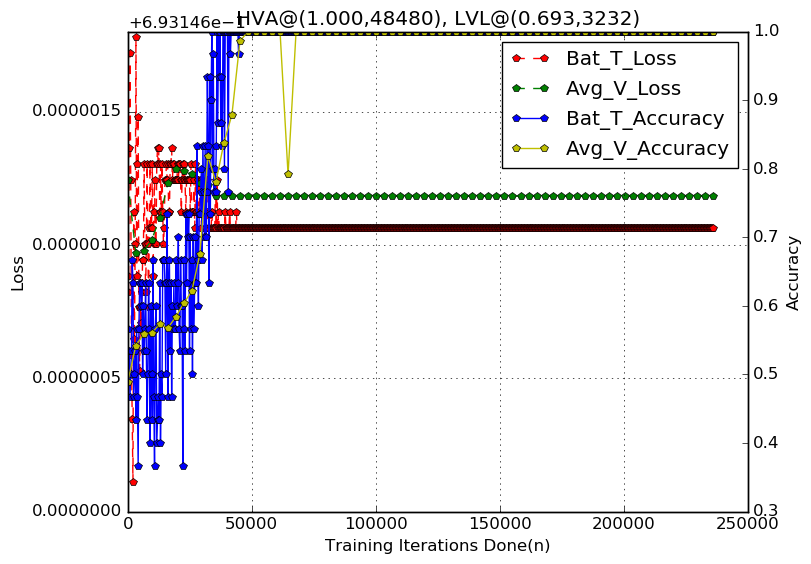 +6.93146e−1
HVA@(1.000,48480), LVL@(0.693,3232)
Bat_T_Loss
Avg_V_Loss
Bat_T_Accuracy
Avg_V_Accuracy
Loss
0.0000015
0.0000010
0.0000005
0.0000000
Accuracy
1.0
0.9
0.8
0.7
0.6
0.5
0.4
0.3
0 50000 100000 150000 200000 250000
Training Iterations Done(n)